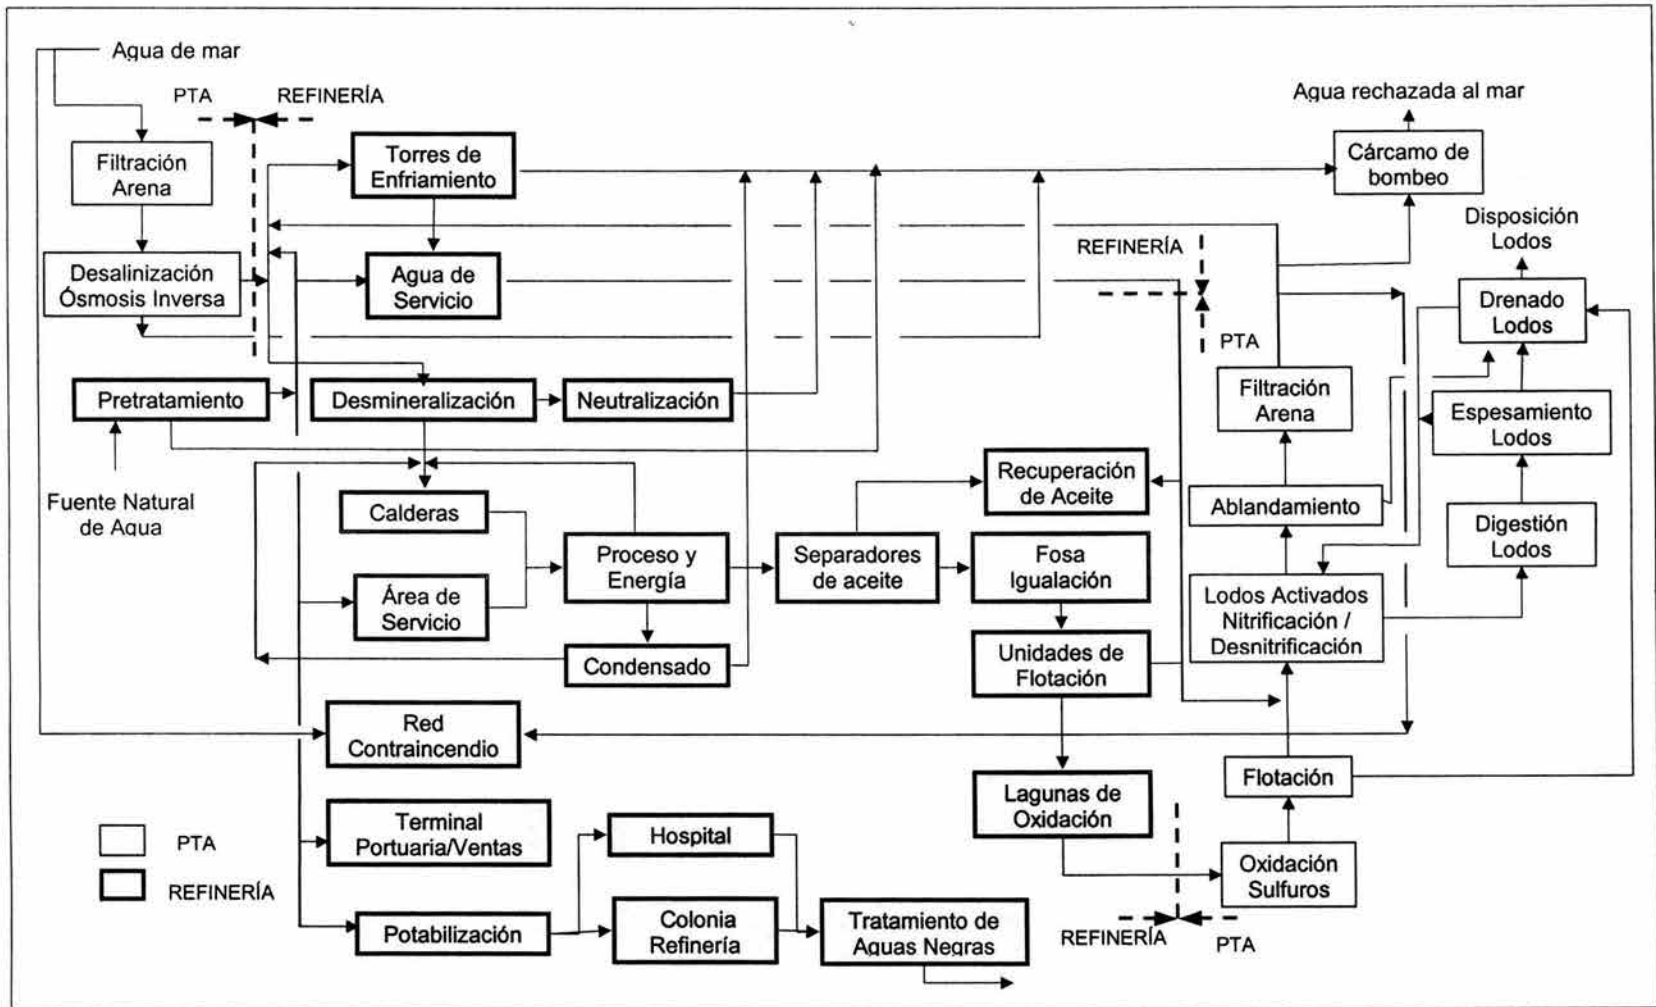 Agua de mar
PTA
REFINERÍA
Agua rechazada al mar
Filtración
Arena
Torres de
Enfriamiento
Cárcamo de
bombeo
Disposición
Lodos
Desalinización
Ósmosis Inversa
Agua de
Servicio
REFINERÍA
PTA
Drenado
Lodos
Pretratamiento
Desmineralización
Neutralización
Filtración
Arena
Espesamiento
Lodos
Fuente Natural
de Agua
Calderas
Recuperación
de Aceite
Ablandamiento
Digestión
Lodos
Proceso y
Energía
Separadores
de aceite
Fosa
Igualación
Área de
Servicio
Lodos Activados
Nitrificación /
Desnitrificación
Condensado
Unidades de
Flotación
Red
Contraincendio
Flotación
Lagunas de
Oxidación
Terminal
Portuaria/Ventas
Hospital
PTA
REFINERÍA
Oxidación
Sulfuros
Potabilización
Colonia
Refinería
Tratamiento de
Aguas Negras
REFINERÍA
PTA